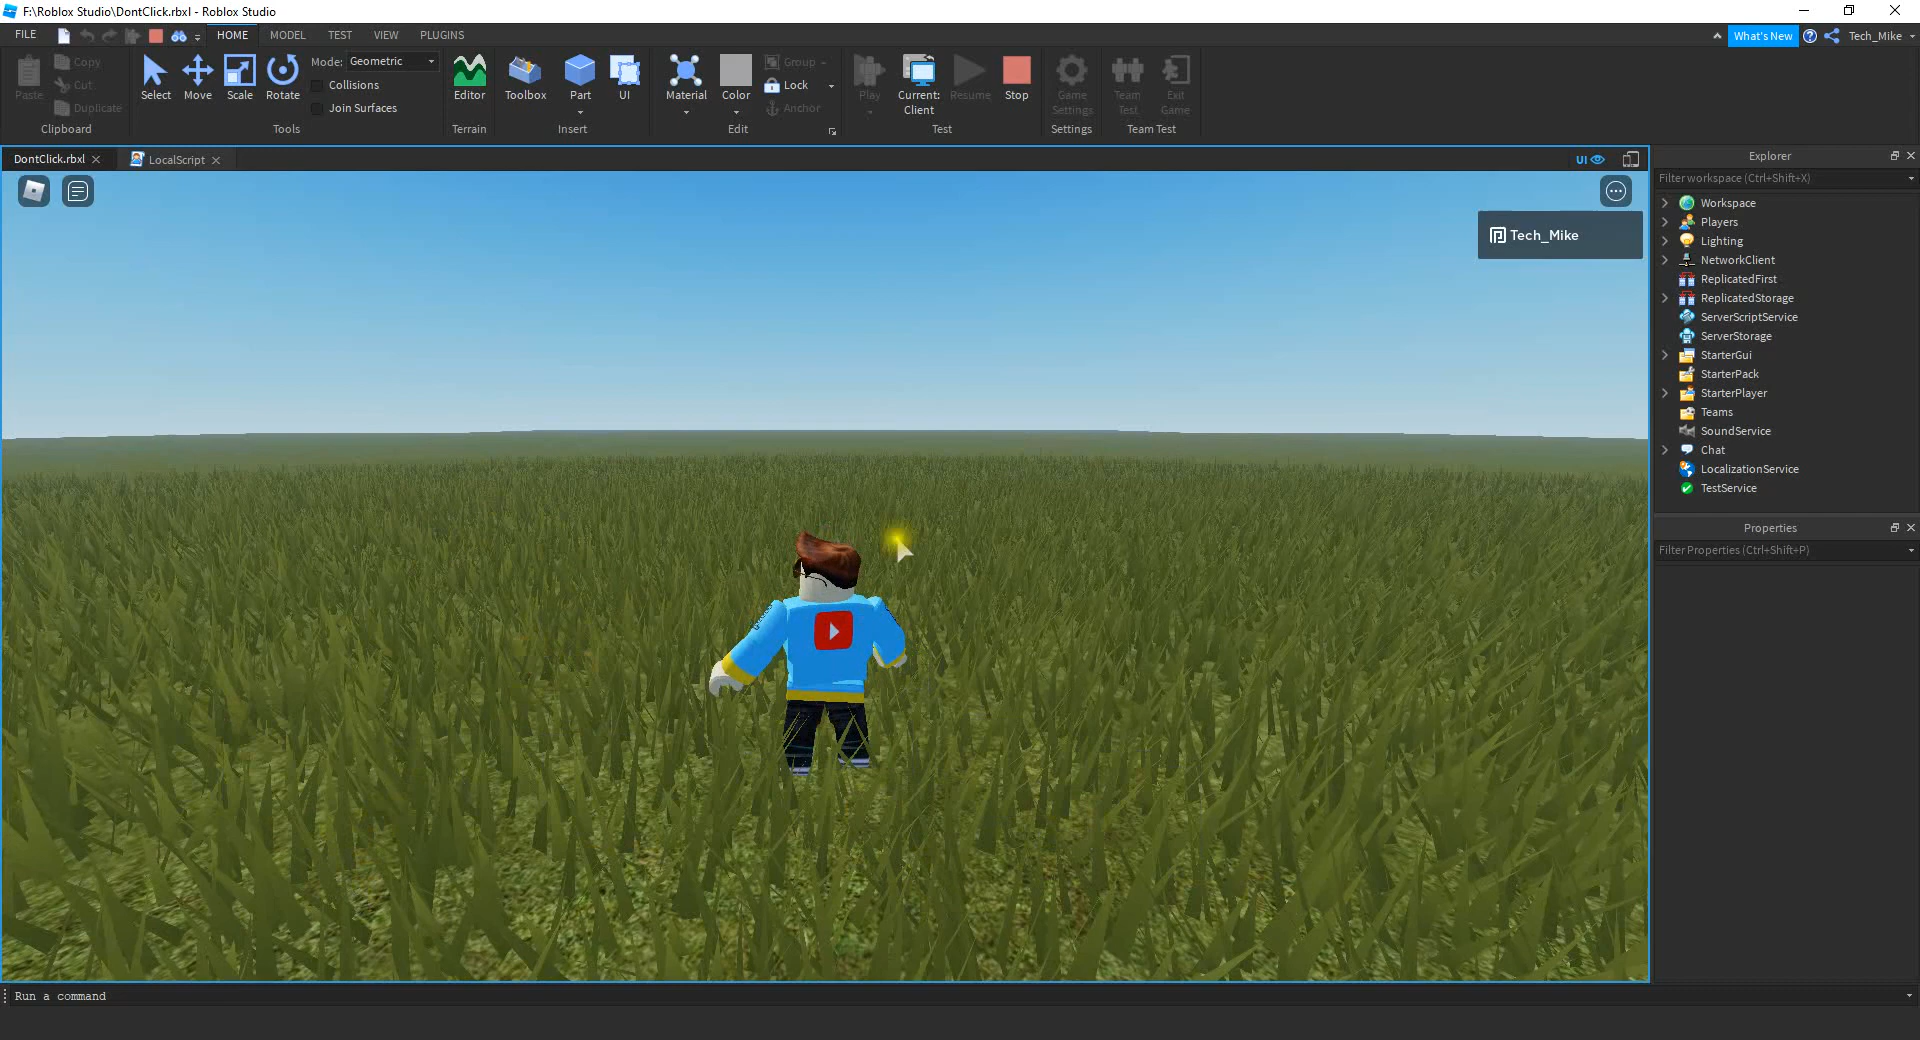 F:\Roblox Studio\DontClick.rbxl - Roblox Studio
FILE HOME MODEL TEST VIEW PLUGINS What's New Tech_Mike
Paste Copy Cut Duplicate
Clipboard
Select Move Scale Rotate Mode: Geometric Collisions Join Surfaces
Tools
Editor
Terrain
Toolbox Part UI
Insert
Material Color Group Lock Anchor
Edit
Play Current: Client Resume Stop
Test
Game Settings
Settings
Team Test Exit Game
Team Test
DontClick.rbxl LocalScript UI
Tech_Mike
Explorer
Filter workspace (Ctrl+Shift+X)
Workspace
Players
Lighting
NetworkClient
ReplicatedFirst
ReplicatedStorage
ServerScriptService
ServerStorage
StarterGui
StarterPack
StarterPlayer
Teams
SoundService
Chat
LocalizationService
TestService
Properties
Filter Properties (Ctrl+Shift+P)
Run a command